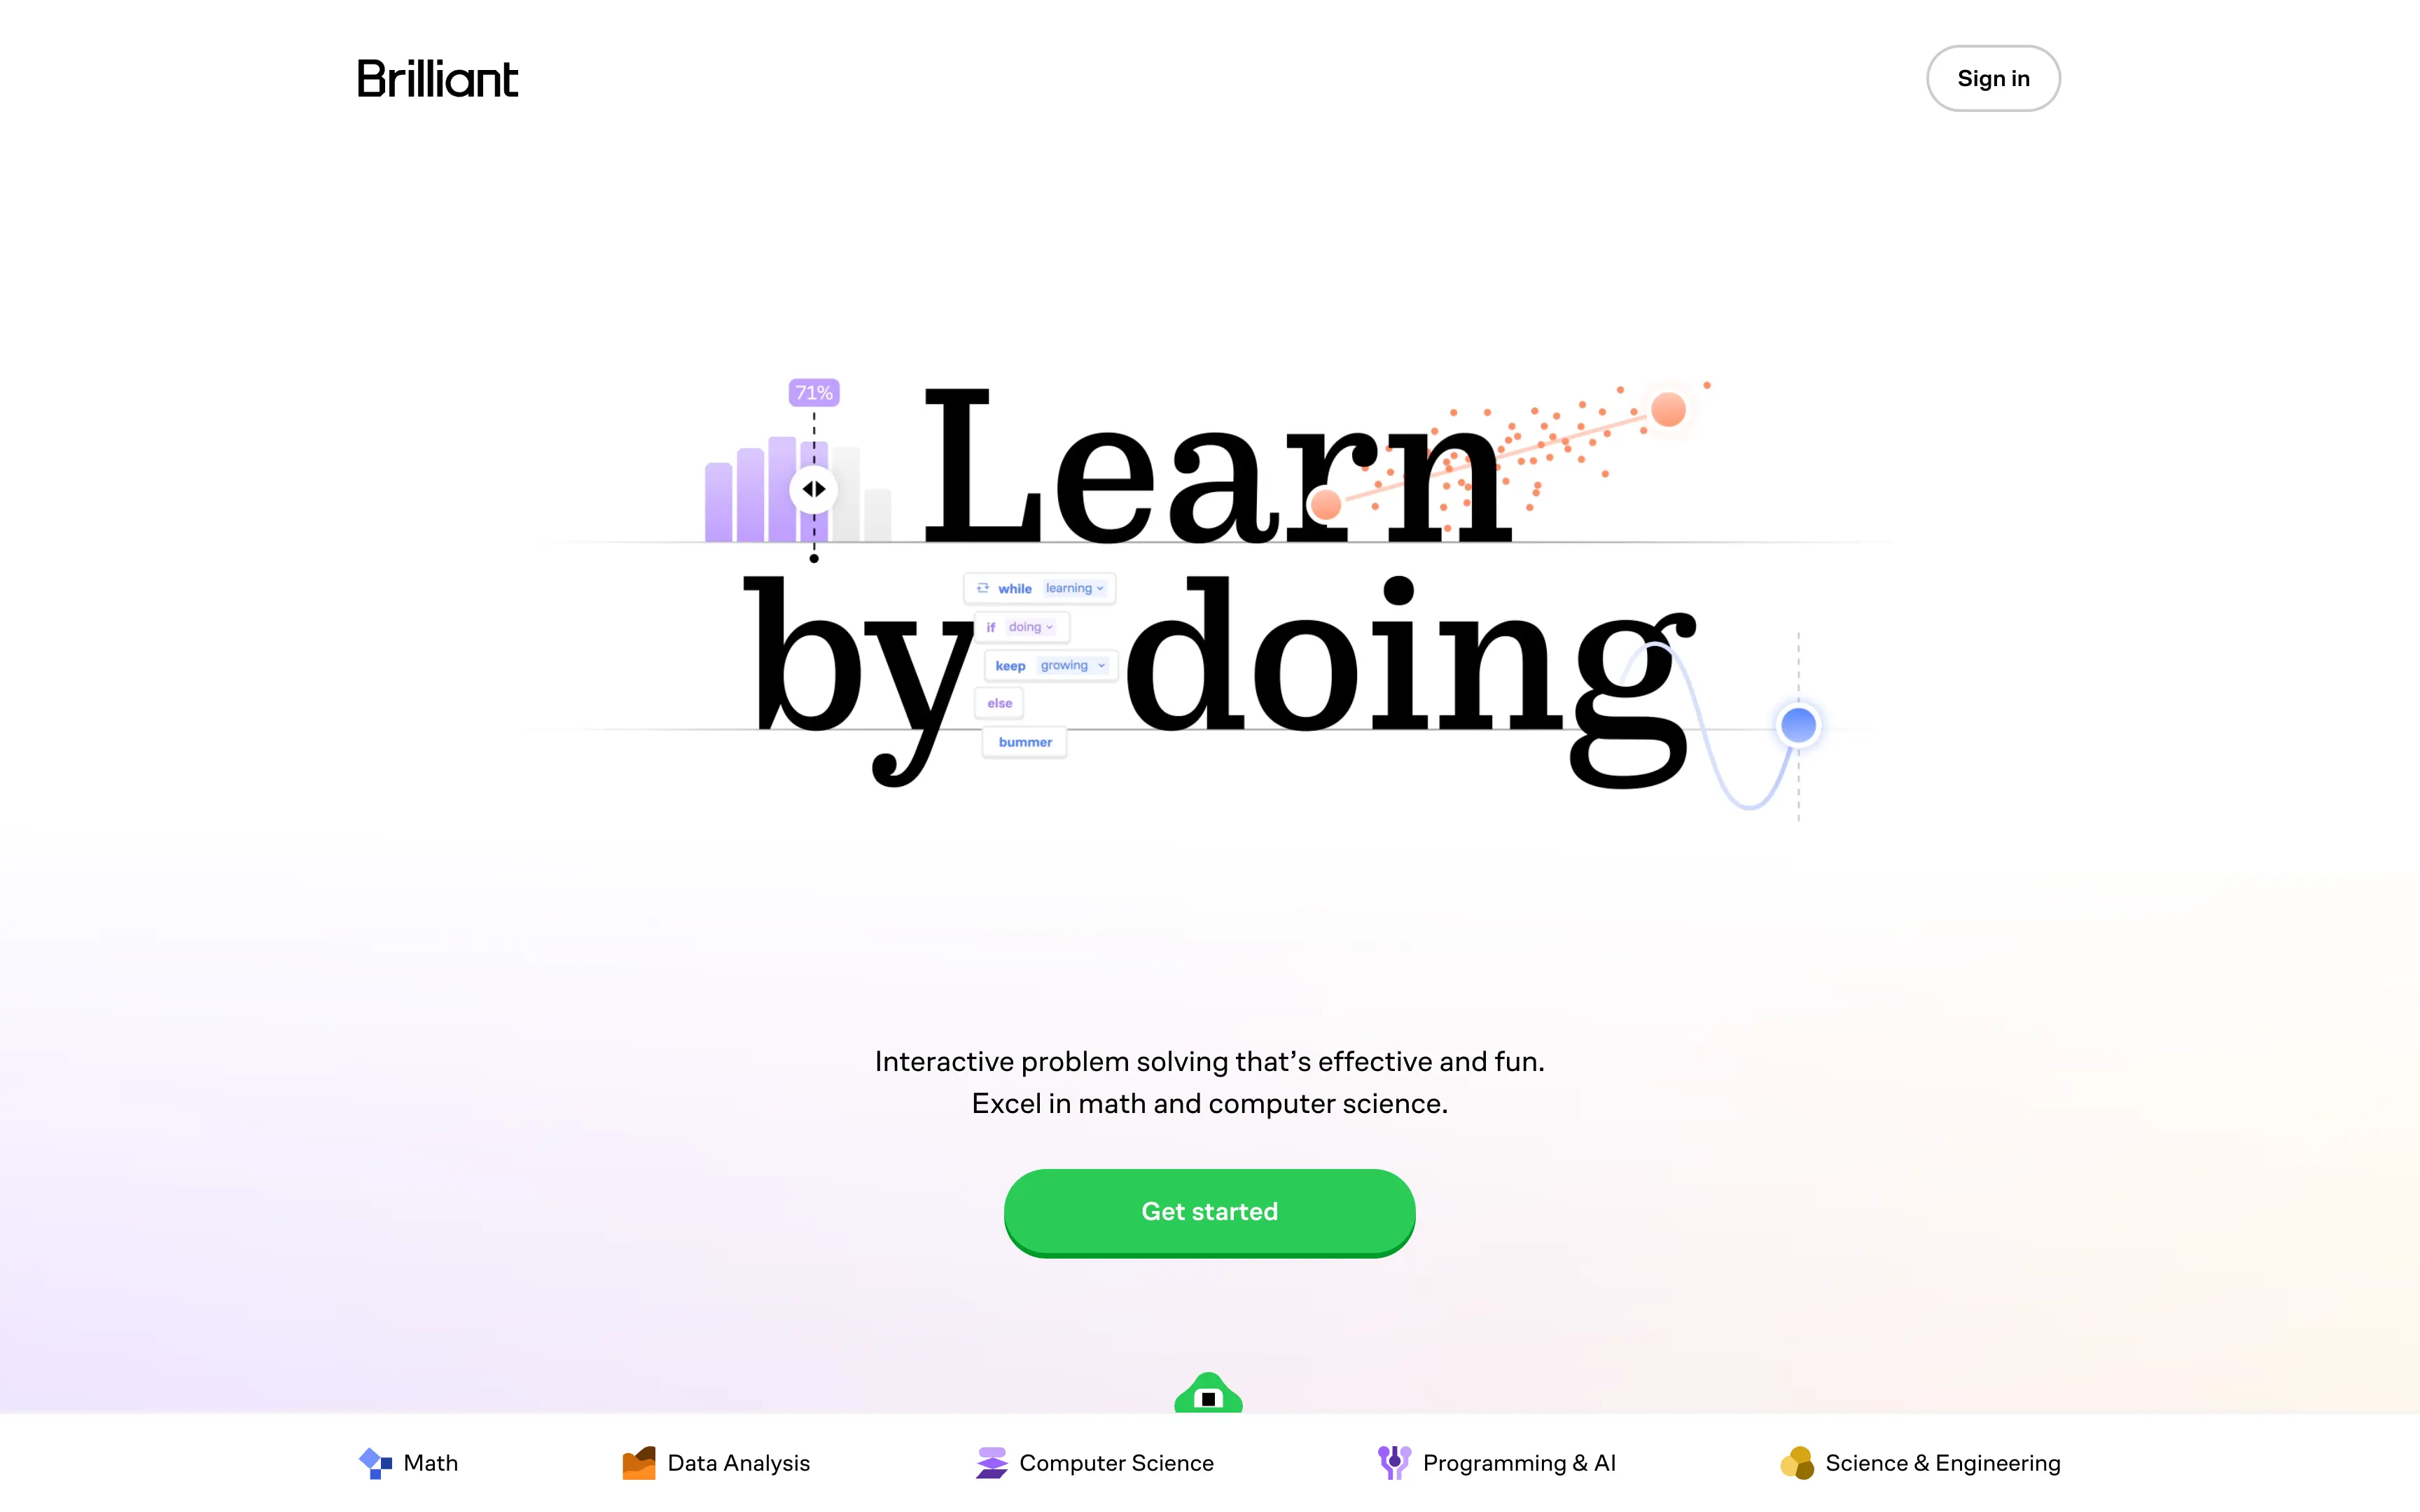 Brilliant
Sign in
71%
Learn
while learning
if doing
keep growing
else
bummer
by doing
Interactive problem solving that’s effective and fun.
Excel in math and computer science.
Get started
Math
Data Analysis
Computer Science
Programming & AI
Science & Engineering